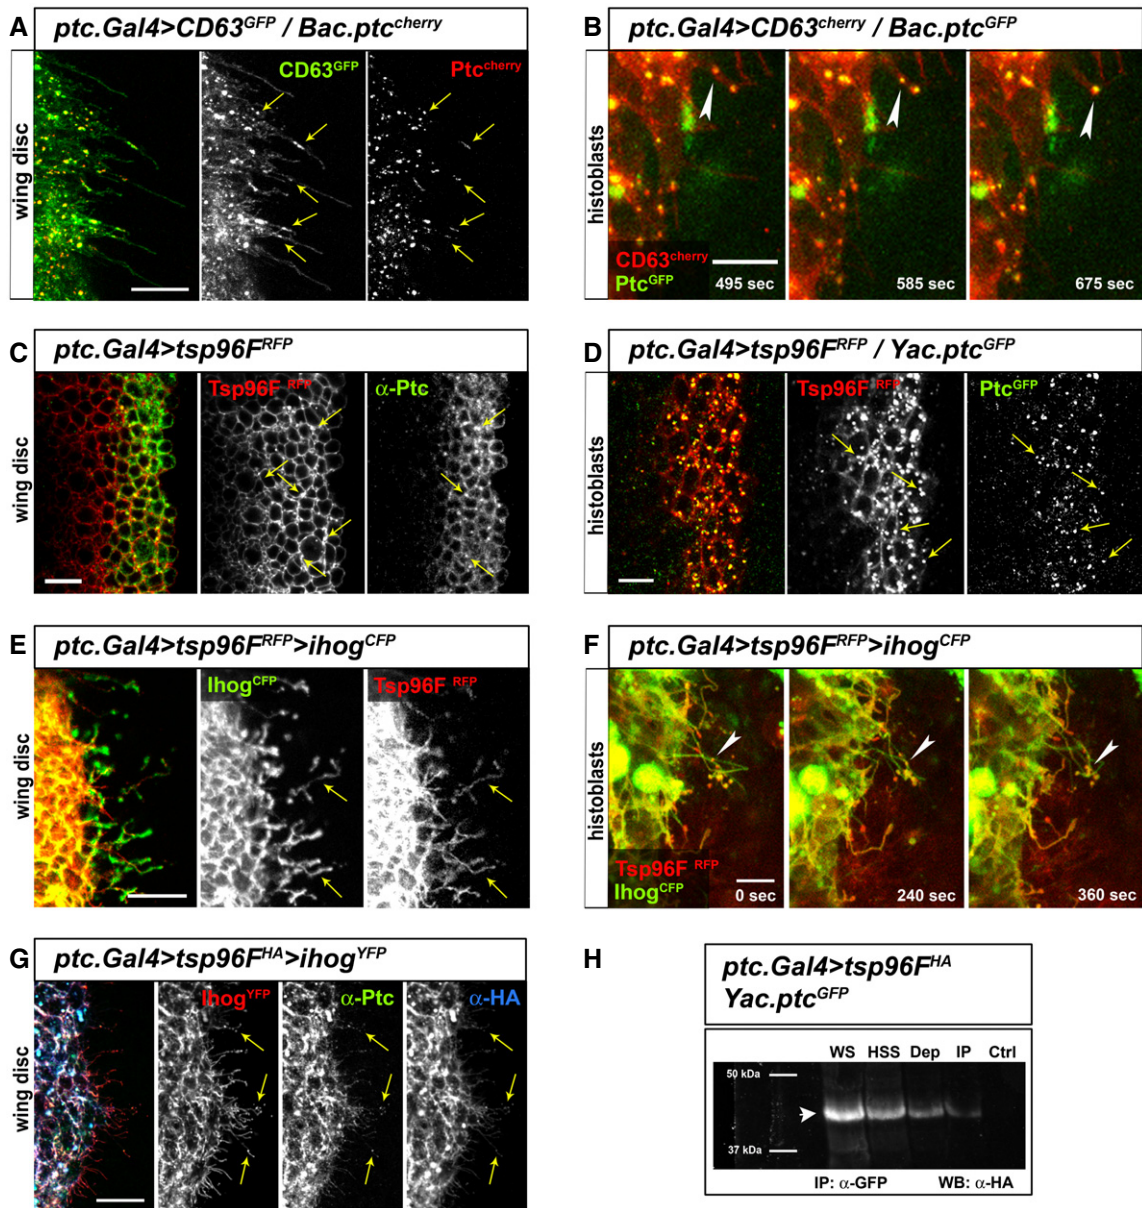 A
ptc.Gal4>CD63GFP / Bac.ptccherry
wing disc
CD63GFP
Ptccherry
B
ptc.Gal4>CD63cherry / Bac.ptcGFP
histoblasts
CD63cherry
PtcGFP
495 sec
585 sec
675 sec
C
ptc.Gal4>tsp96FRFP
wing disc
Tsp96F RFP
α-Ptc
D
ptc.Gal4>tsp96FRFP / Yac.ptcGFP
histoblasts
Tsp96F RFP
PtcGFP
E
ptc.Gal4>tsp96FRFP>ihogCFP
wing disc
IhogCFP
Tsp96F RFP
F
ptc.Gal4>tsp96FRFP>ihogCFP
histoblasts
Tsp96F RFP
IhogCFP
0 sec
240 sec
360 sec
G
ptc.Gal4>tsp96FHA>ihogYFP
wing disc
IhogYFP
α-Ptc
α-HA
H
ptc.Gal4>tsp96FHA
Yac.ptcGFP
WS HSS Dep IP Ctrl
50 kDa
37 kDa
IP: α-GFP WB: α-HA